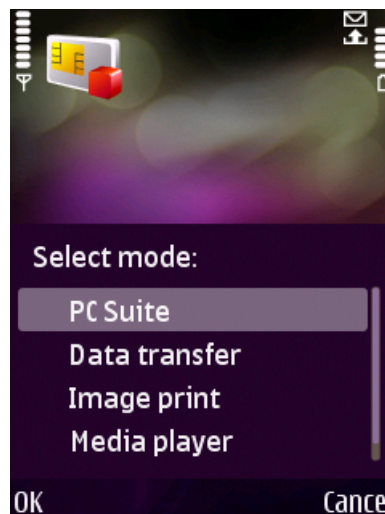 Select mode:
PC Suite
Data transfer
Image print
Media player
OK
Cance